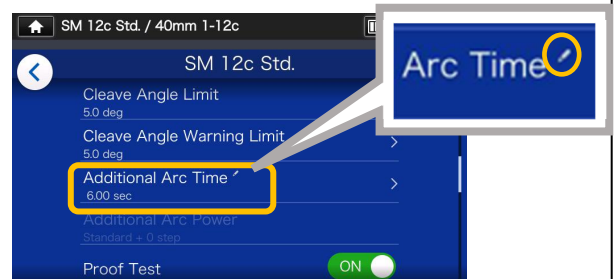 SM 12c Std. / 40mm 1-12c
SM 12c Std.
Arc Time
Cleave Angle Limit
5.0 deg
Cleave Angle Warning Limit
5.0 deg
Additional Arc Time
6.00 sec
Additional Arc Power
Standard + 0 step
Proof Test
ON